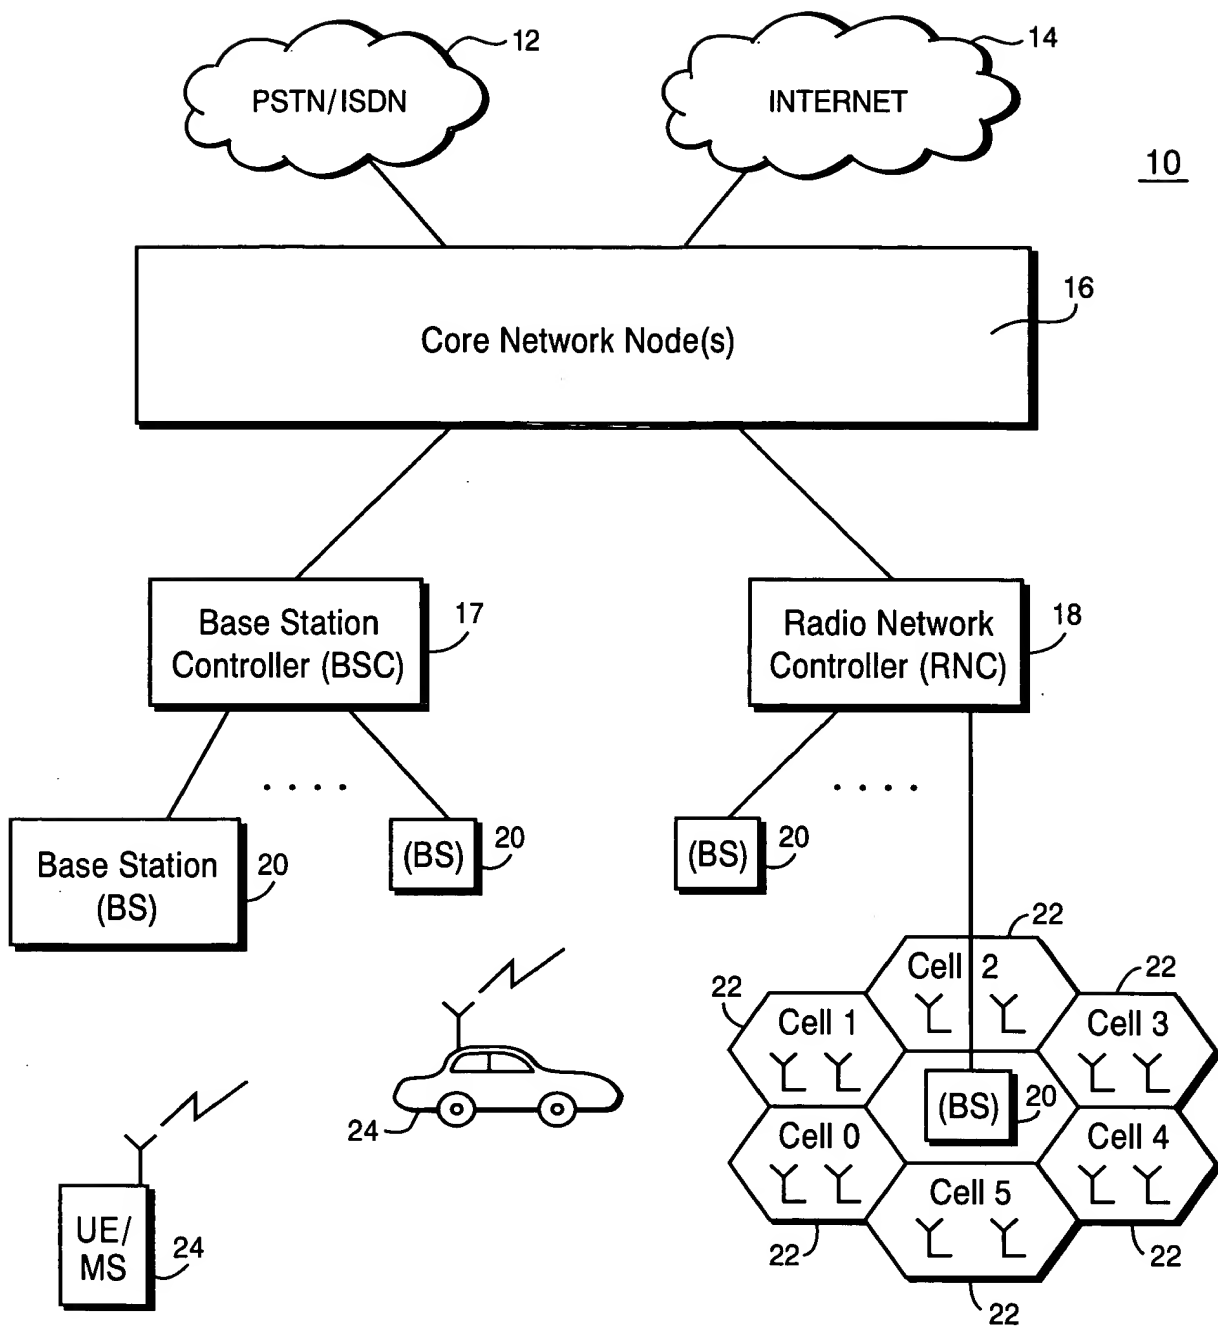 12
14
PSTN/ISDN
INTERNET
10
16
Core Network Node(s)
17
Base Station
Controller (BSC)
18
Radio Network
Controller (RNC)
. . . .
. . . .
Base Station
(BS)
20
(BS)
20
(BS)
20
22
22
22
Cell 2
Cell 1
Cell 3
(BS)
20
24
Cell 0
Cell 4
Cell 5
UE/
MS
24
22
22
22